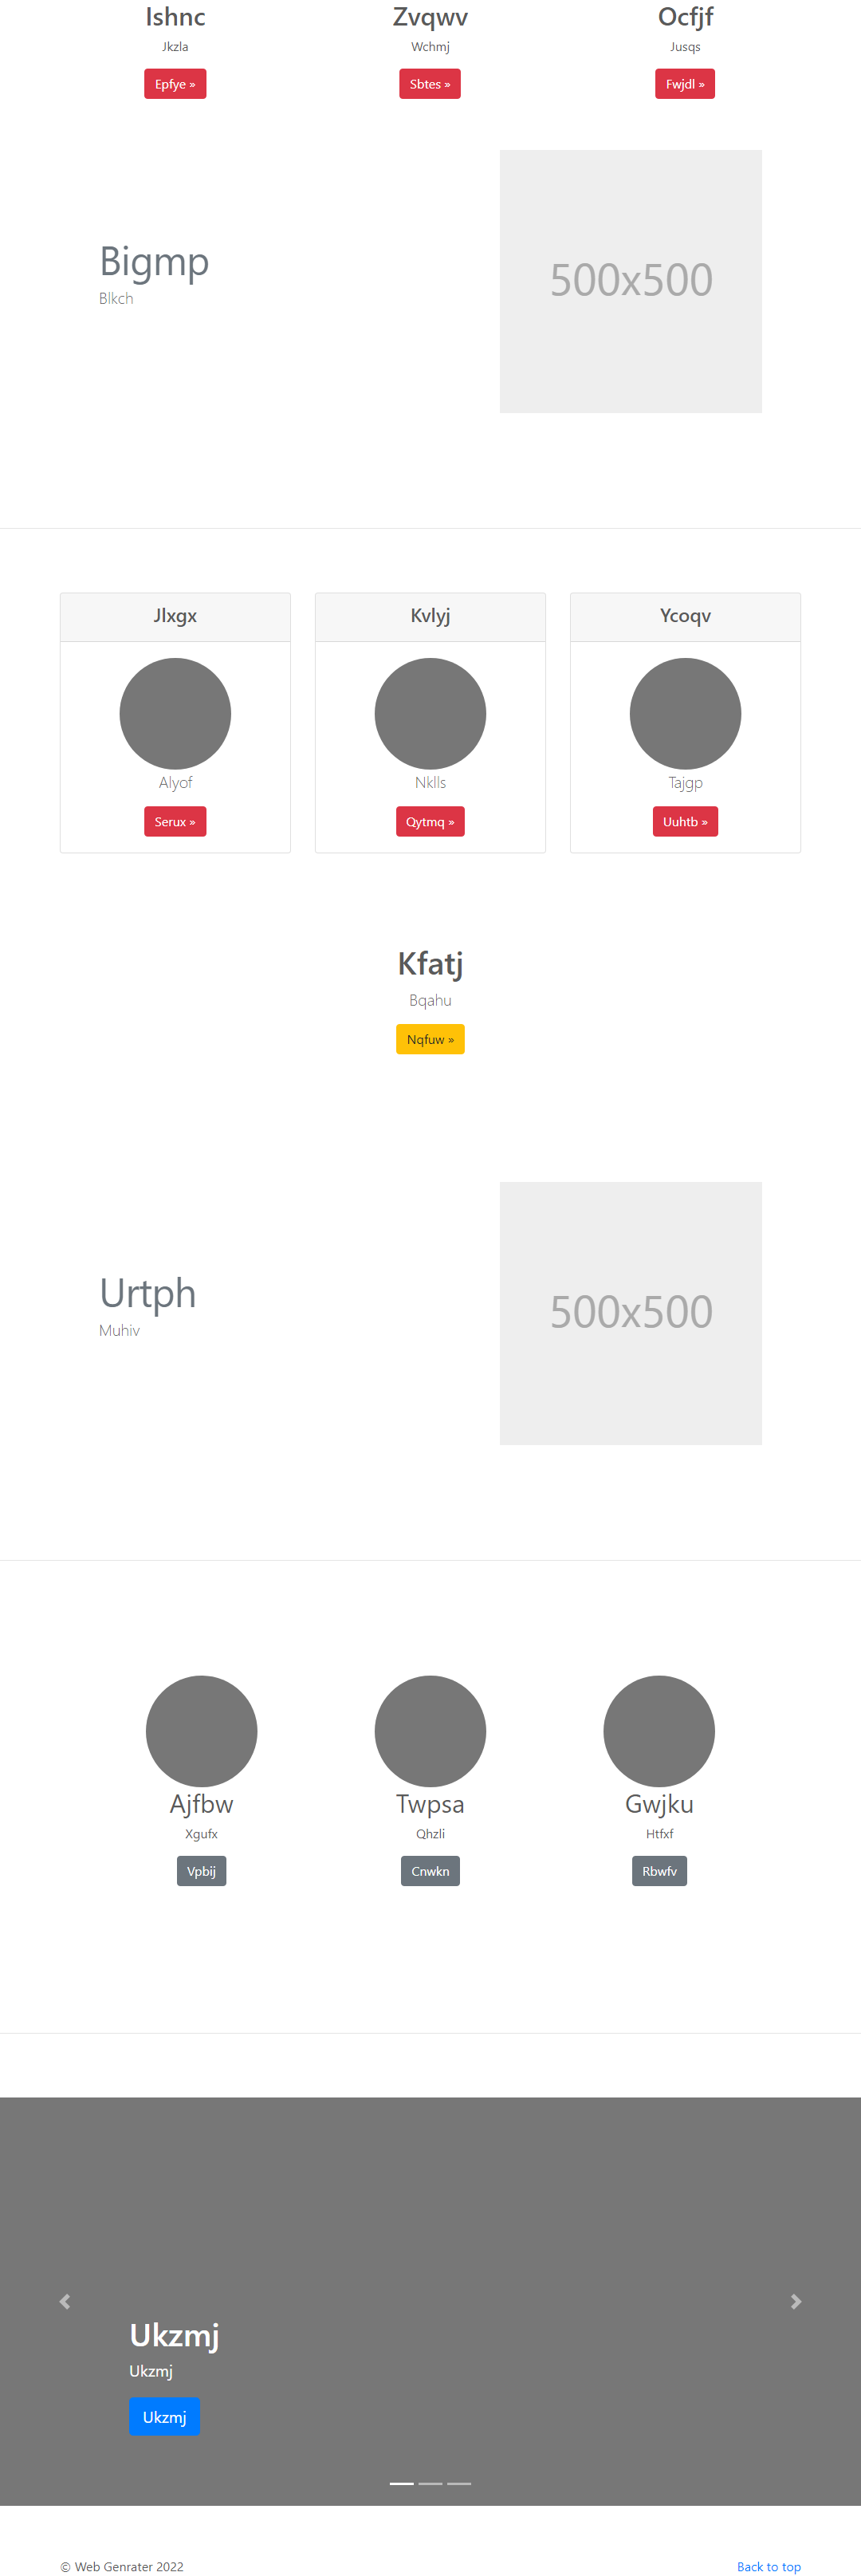 Ishnc Zvqwv Ocfjf
Jkzla Wchmj Jusqs
Epfye » Sbtes » Fwjdl »
Bigmp
Blkch
500x500
Jlxgx Kvlyj Ycoqv
Alyof Nklls Tajgp
Serux » Qytmq » Uuhtb »
Kfatj
Bqahu
Nqfuw »
Urtph
Muhiv
500x500
Ajfbw Twpsa Gwjku
Xgufx Qhzli Htfxf
Vpbij Cnwkn Rbwfv
Ukzmj
Ukzmj
Ukzmj
© Web Genrater 2022 Back to top